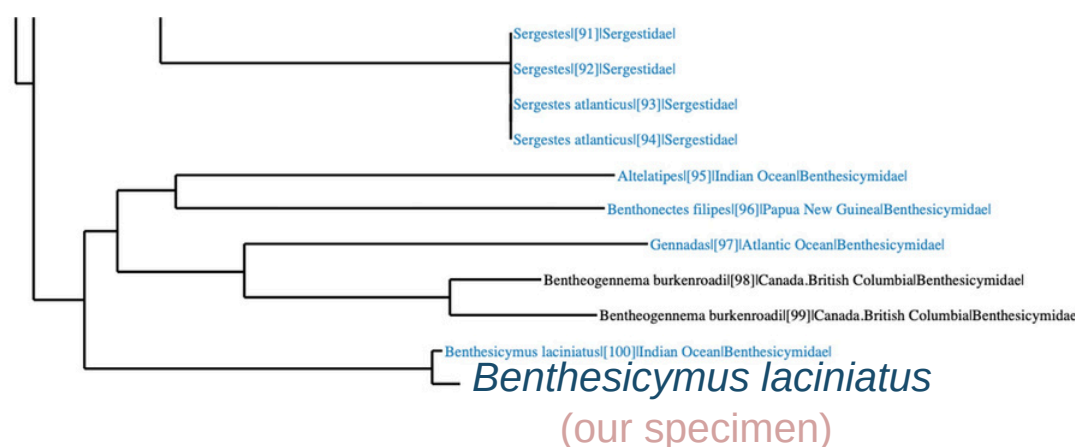 Sergestes|[91]|Sergestidae|
Sergestes|[92]|Sergestidae|
Sergestes atlanticus|[93]|Sergestidae|
Sergestes atlanticus|[94]|Sergestidae|
Altelatipes|[95]|Indian Ocean|Benthesicymidae|
Benthonectes filipes|[96]|Papua New Guinea|Benthesicymidae|
Gennadas|[97]|Atlantic Ocean|Benthesicymidae|
Bentheogennema burkenroadi|[98]|Canada.British Columbia|Benthesicymidae|
Bentheogennema burkenroadi|[99]|Canada.British Columbia|Benthesicymidae
Benthesicymus laciniatus|[100]|Indian Ocean|Benthesicymidae|
Benthesicymus laciniatus
(our specimen)